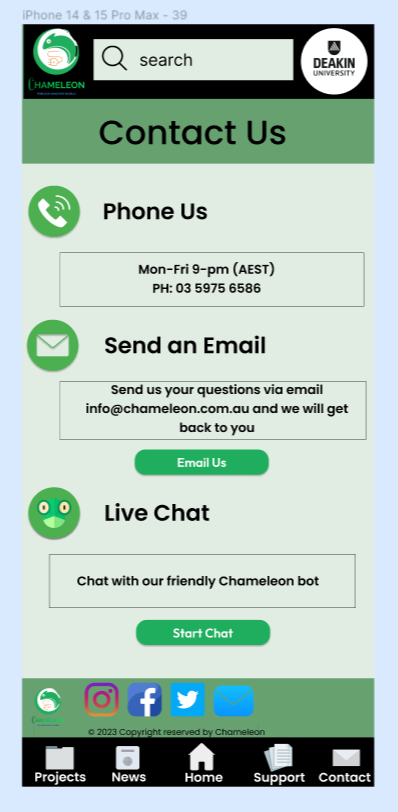 iPhone 14 & 15 Pro Max - 39
CHAMELEON
search
DEAKIN
UNIVERSITY
Contact Us
Phone Us
Mon-Fri 9-pm (AEST)
PH: 03 5975 6586
Send an Email
Send us your questions via email
info@chameleon.com.au and we will get
back to you
Email Us
Live Chat
Chat with our friendly Chameleon bot
Start Chat
© 2023 Copyright reserved by Chameleon
Projects
News
Home
Support
Contact